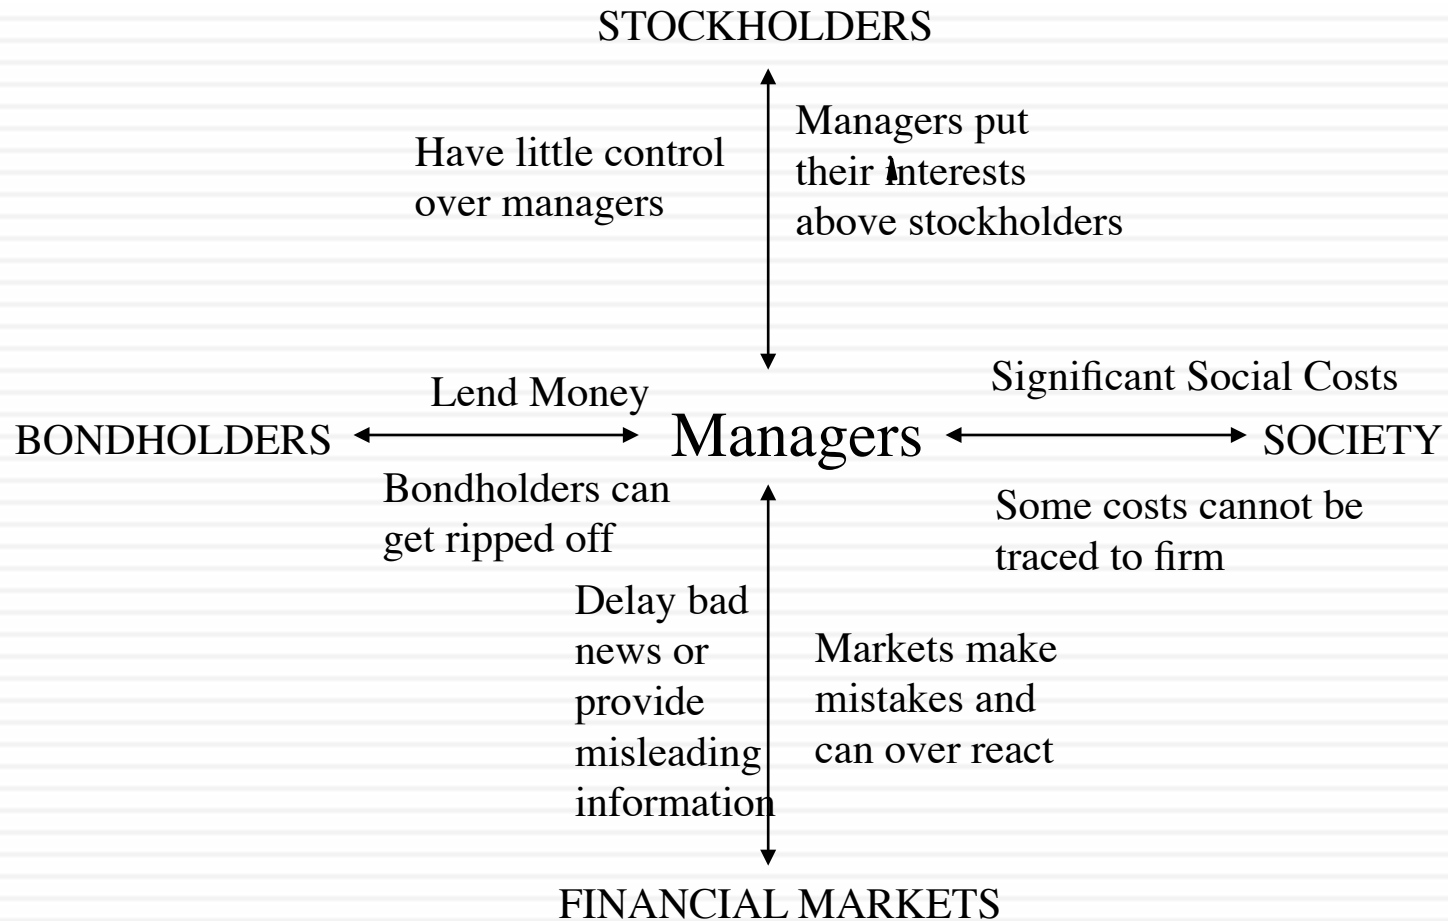 STOCKHOLDERS
Have little control
over managers
Managers put
their interests
above stockholders
Lend Money
Significant Social Costs
BONDHOLDERS
Managers
SOCIETY
Bondholders can
get ripped off
Some costs cannot be
traced to firm
Delay bad
news or
provide
misleading
information
Markets make
mistakes and
can over react
FINANCIAL MARKETS